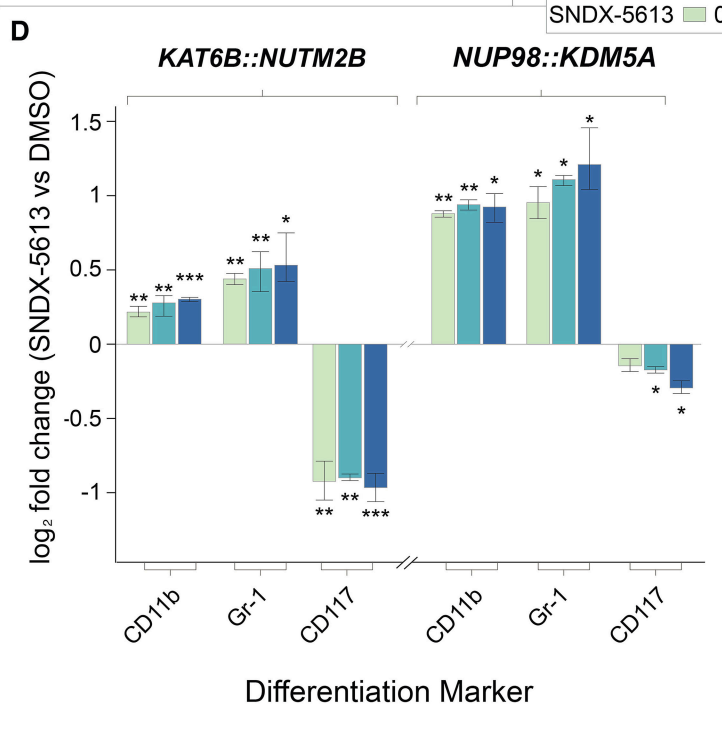 SNDX-5613
D
KAT6B::NUTM2B
NUP98::KDM5A
log₂ fold change (SNDX-5613 vs DMSO)
1.5
1
0.5
0
-0.5
-1
** ** ***
** ** *
** ** ***
** ** *
* * *
* *
CD11b
Gr-1
CD117
CD11b
Gr-1
CD117
Differentiation Marker